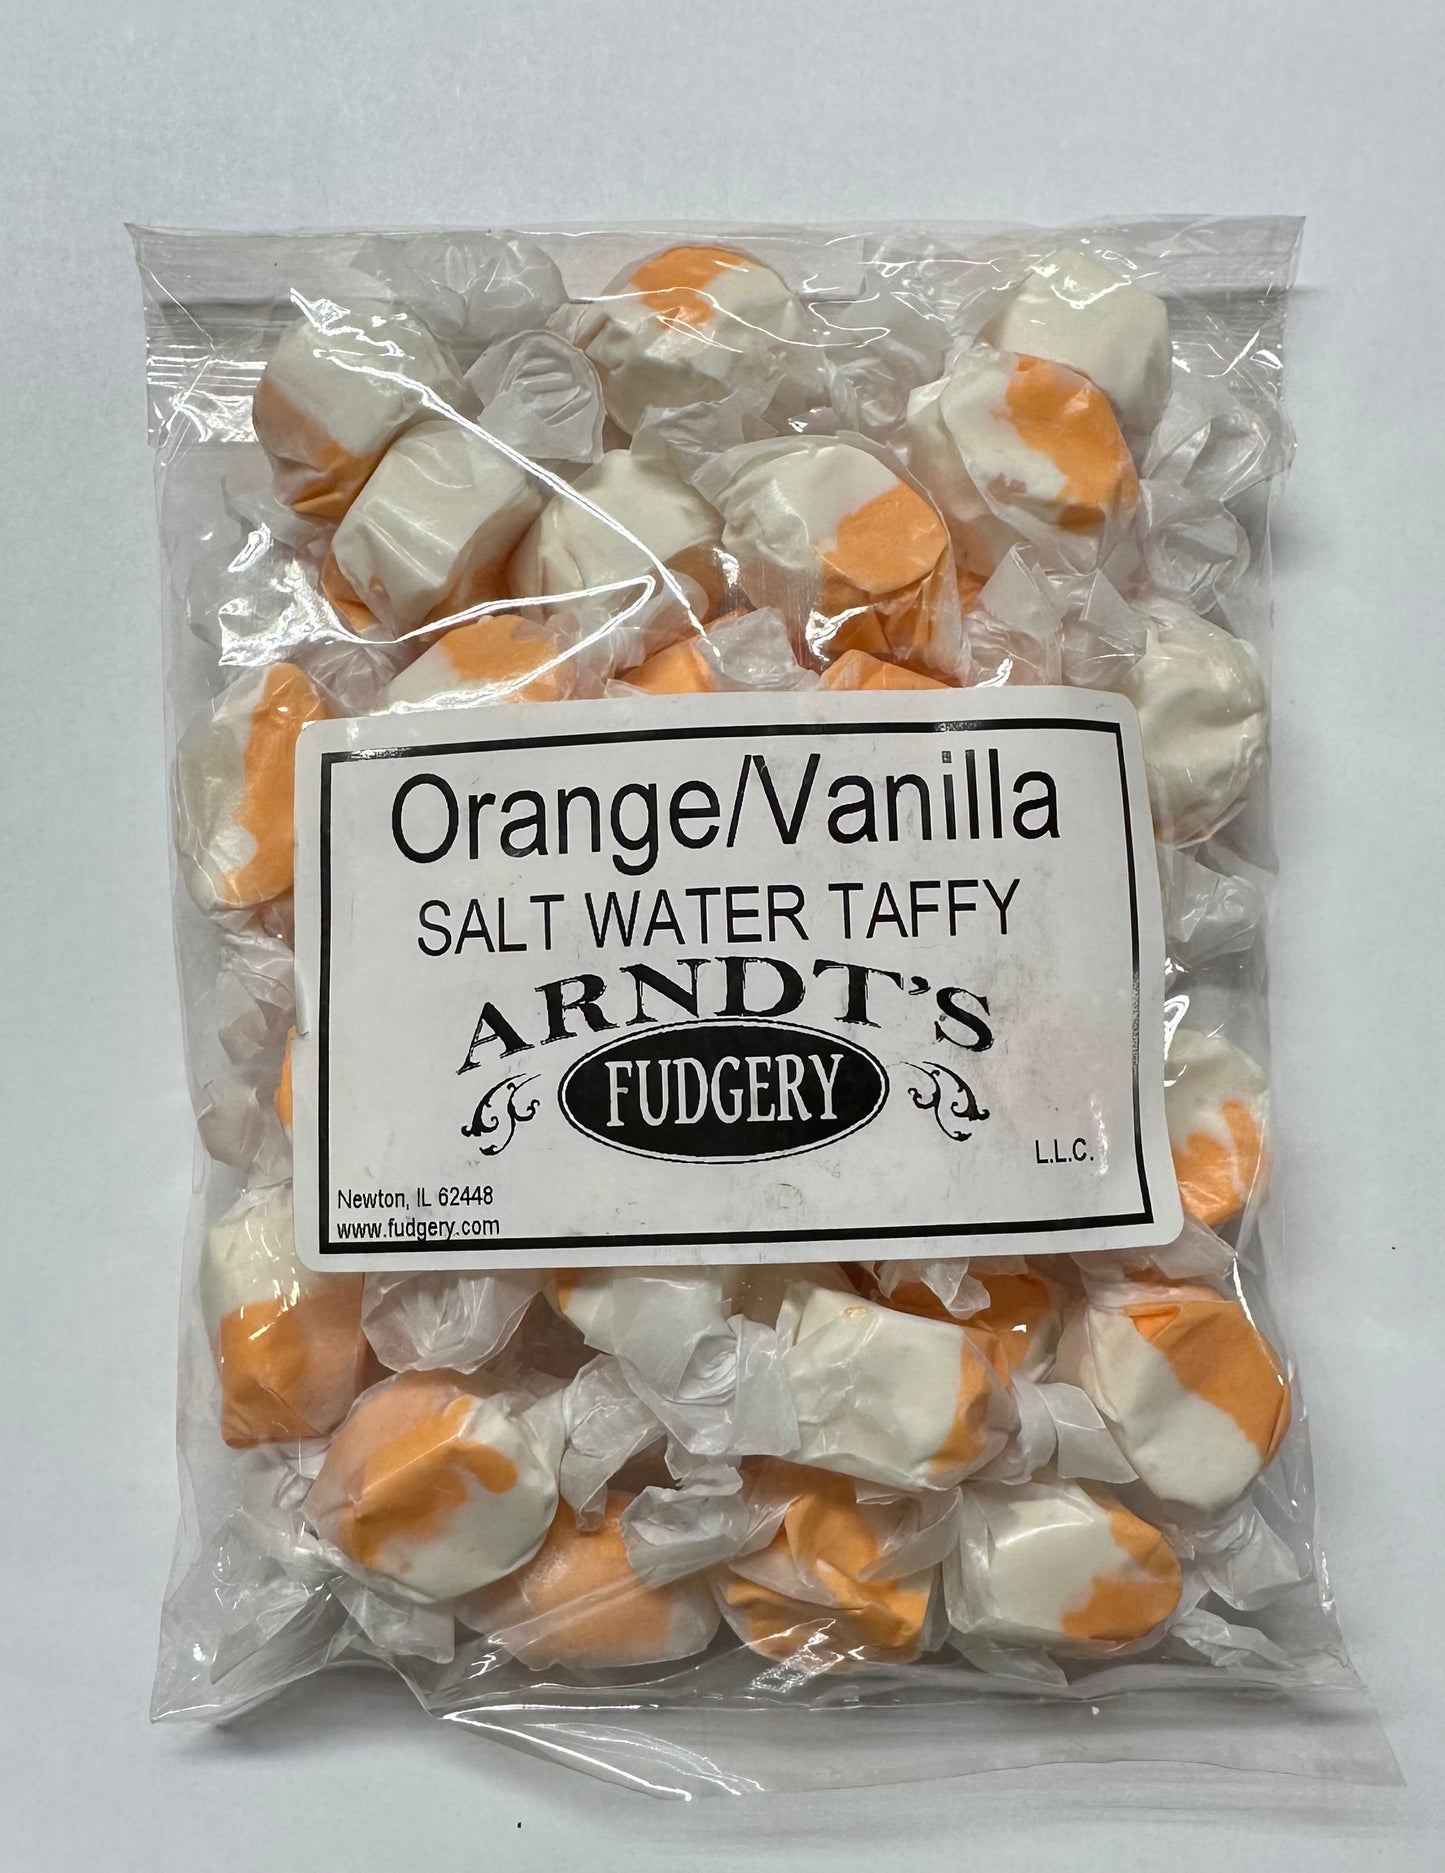 Orange/Vanilla
SALT WATER TAFFY
ARNDT'S
FUDGERY
L.L.C.
Newton, IL 62448
www.fudgery.com